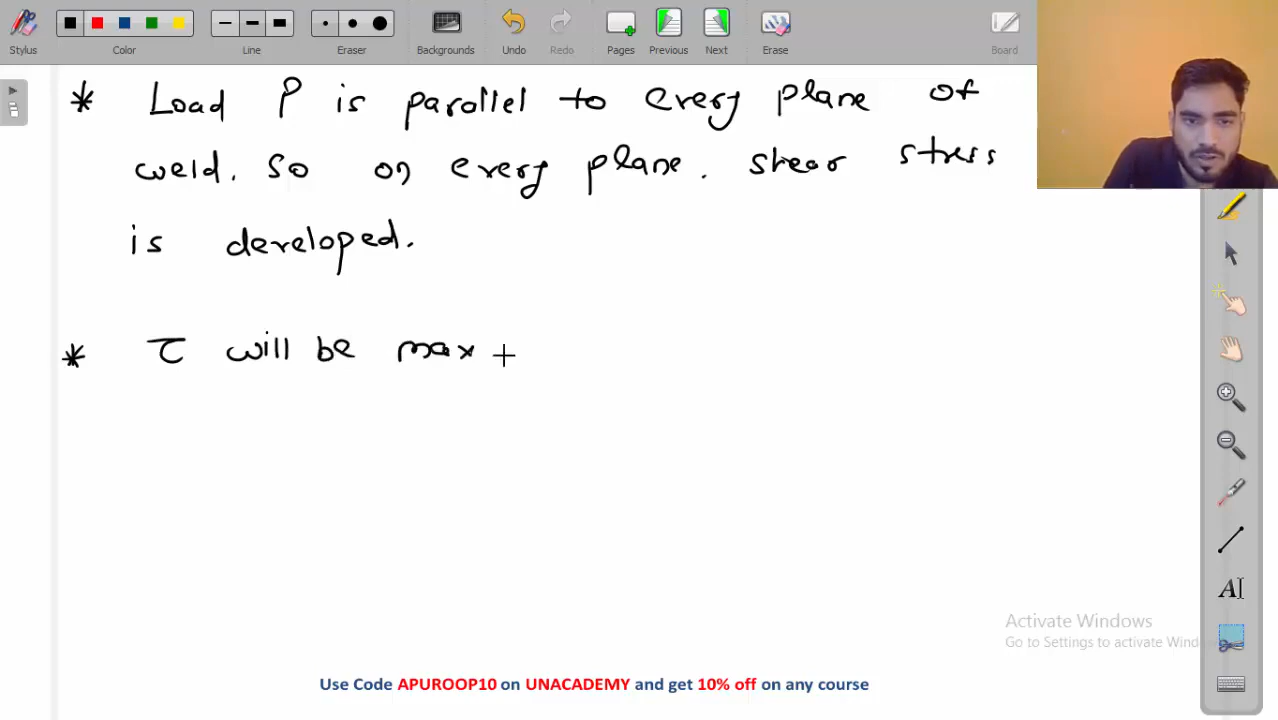 Stylus Color Line Eraser Backgrounds Undo Redo Pages Previous Next Erase Board
* Load P is parallel to every plane of
weld. So on every plane. shear stress
is developed.
* τ will be max
Activate Windows
Go to Settings to activate Windo
Use Code APUROOP10 on UNACADEMY and get 10% off on any course